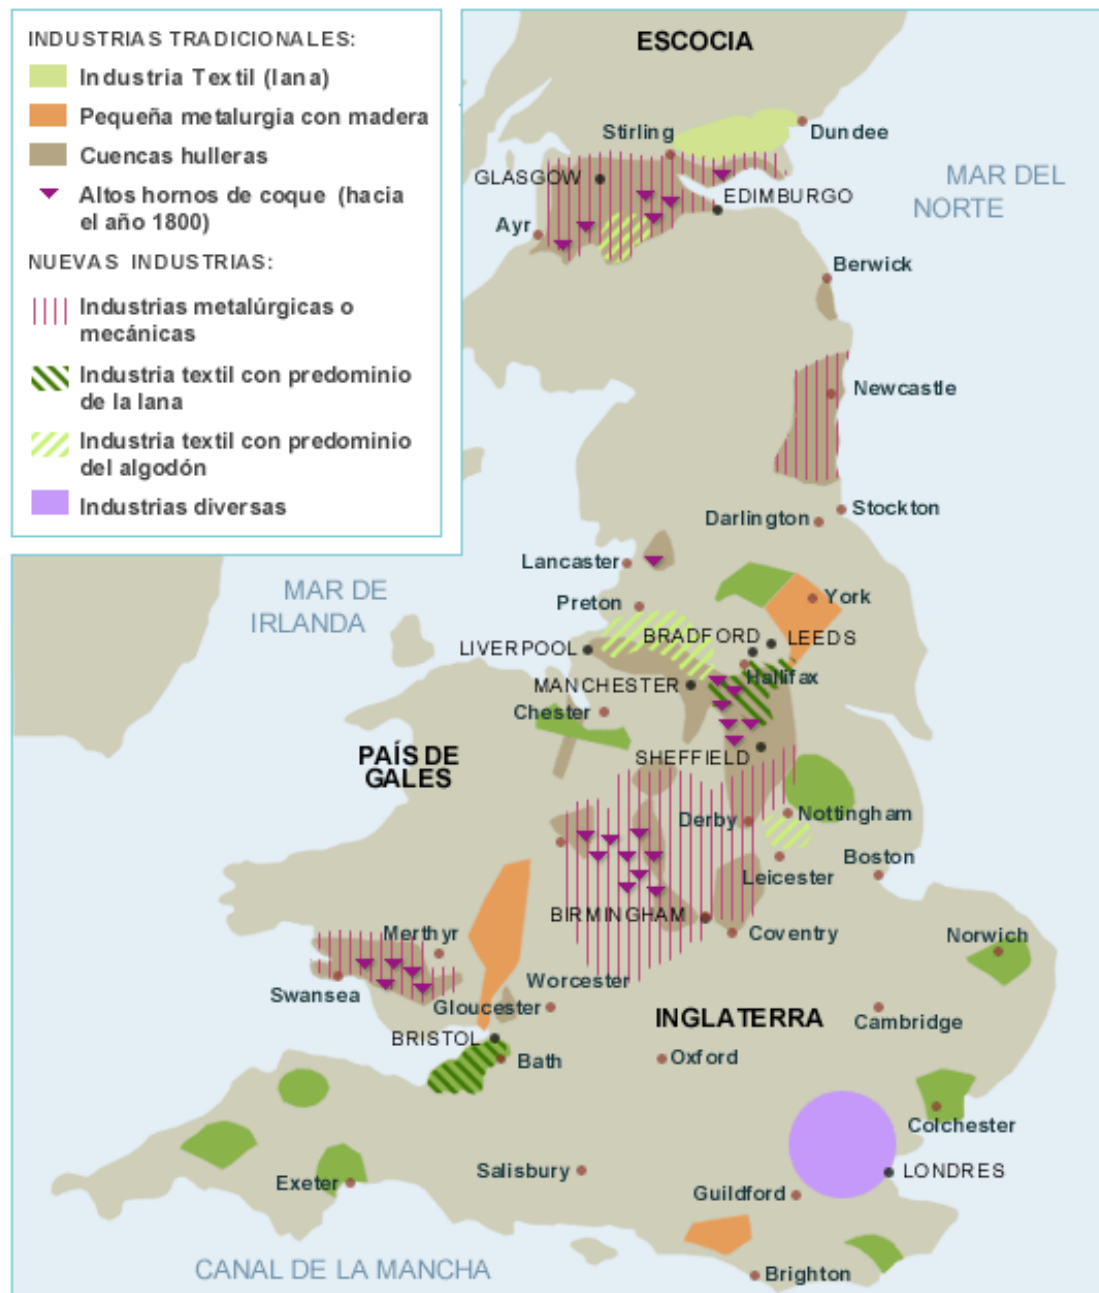 INDUSTRIAS TRADICIONALES:
Industria Textil (lana)
Pequeña metalurgia con madera
Cuencas hulleras
Altos hornos de coque (hacia
el año 1800)
NUEVAS INDUSTRIAS:
Industrias metalúrgicas o
mecánicas
Industria textil con predominio
de la lana
Industria textil con predominio
del algodón
Industrias diversas
ESCOCIA
Stirling
Dundee
GLASGOW
EDIMBURGO
MAR DEL
NORTE
Ayr
Berwick
Newcastle
Stockton
Darlington
Lancaster
MAR DE
IRLANDA
Preton
York
LIVERPOOL
BRADFORD
LEEDS
Hallifax
MANCHESTER
Chester
PAÍS DE
GALES
SHEFFIELD
Derby
Nottingham
Boston
Leicester
BIRMINGHAM
Coventry
Norwich
Merthyr
Swansea
Worcester
Gloucester
INGLATERRA
Cambridge
BRISTOL
Bath
Oxford
Colchester
Exeter
Salisbury
LONDRES
Guildford
CANAL DE LA MANCHA
Brighton